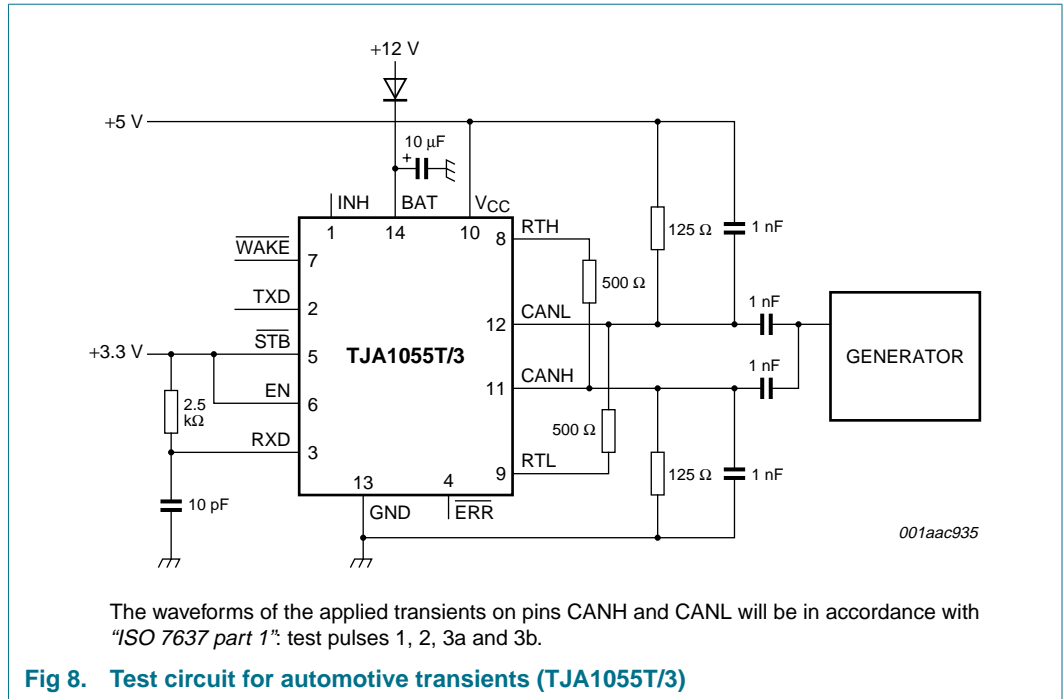 +12 V
+5 V
10 μF
+
INH
BAT
VCC
1
14
10
RTH
8
125 Ω
1 nF
WAKE
7
500 Ω
TXD
2
1 nF
CANL
12
+3.3 V
STB
5
TJA1055T/3
GENERATOR
CANH
11
1 nF
EN
6
2.5
kΩ
500 Ω
RXD
3
RTL
9
125 Ω
1 nF
13
4
10 pF
GND
ERR
001aac935
The waveforms of the applied transients on pins CANH and CANL will be in accordance with
“ISO 7637 part 1”: test pulses 1, 2, 3a and 3b.
Fig 8. Test circuit for automotive transients (TJA1055T/3)